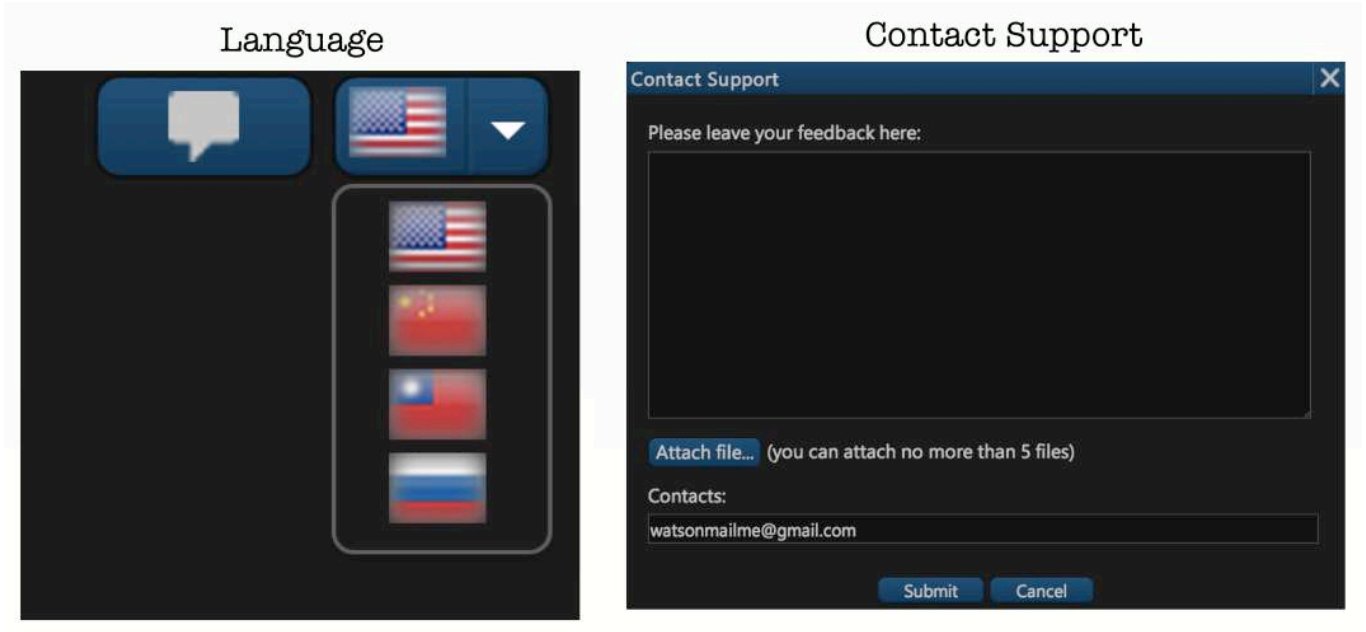 Language
Contact Support
Contact Support
Please leave your feedback here:
Attach file... (you can attach no more than 5 files)
Contacts:
watsonmailme@gmail.com
Submit
Cancel